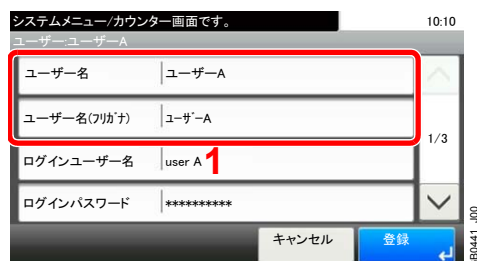 システムメニュー/カウンター画面です。 10:10
ユーザー:ユーザーA
ユーザー名 ユーザーA
ユーザー名(ﾌﾘｶﾞﾅ) ﾕｰｻﾞｰA
1/3
ログインユーザー名 user A 1
ログインパスワード **********
キャンセル 登録